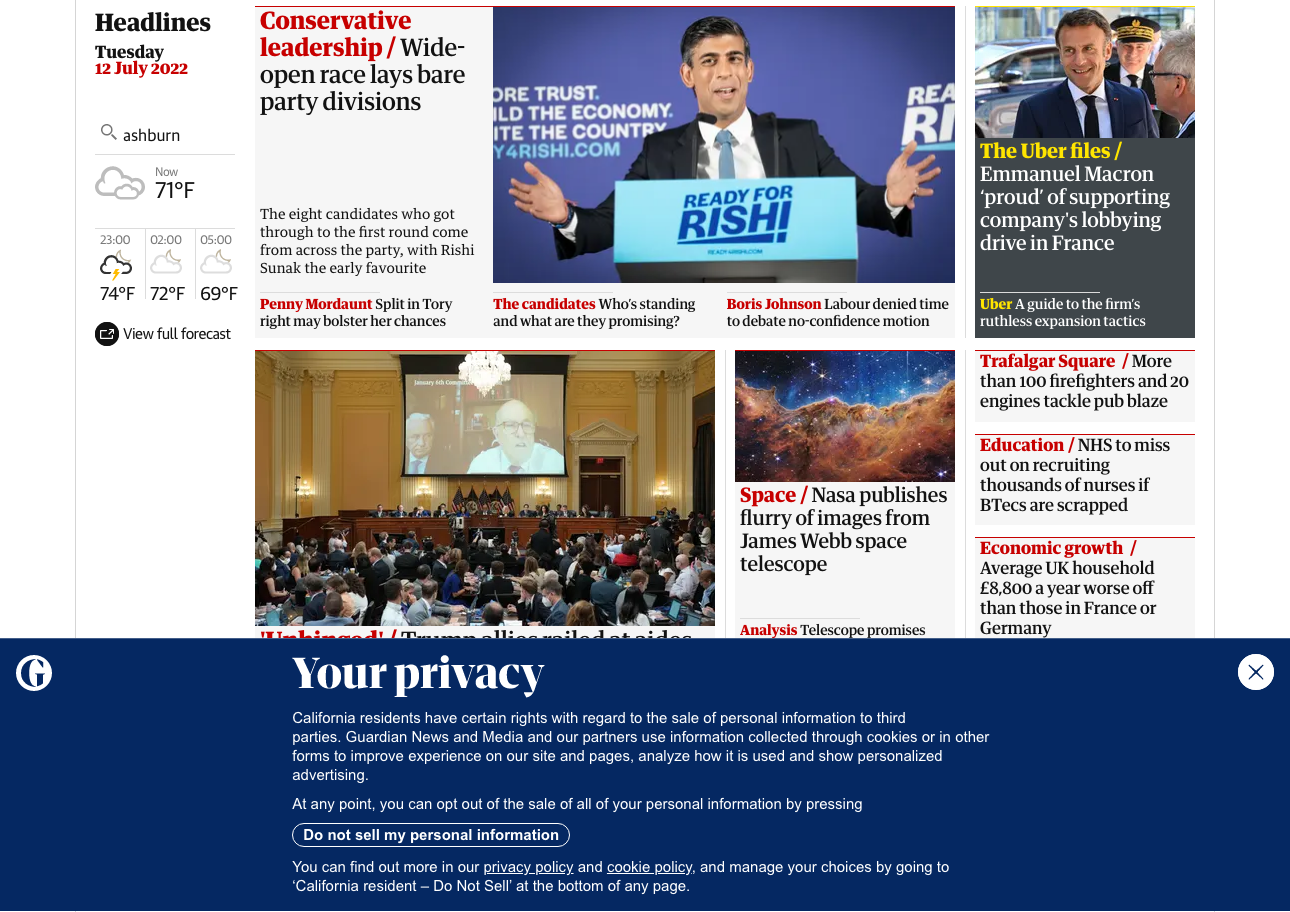 Headlines
Tuesday
12 July 2022
ashburn
Now
71°F
23:00 02:00 05:00
74°F 72°F 69°F
View full forecast
Conservative
leadership / Wide-
open race lays bare
party divisions
The eight candidates who got
through to the first round come
from across the party, with Rishi
Sunak the early favourite
ORE TRUST.
ILD THE ECONOMY.
ITE THE COUNTRY.
Y4RISHI.COM
REA
RI
READY FOR
RISH!
READY4RISHI.COM
Penny Mordaunt Split in Tory
right may bolster her chances
The candidates Who's standing
and what are they promising?
Boris Johnson Labour denied time
to debate no-confidence motion
The Uber files /
Emmanuel Macron
‘proud’ of supporting
company's lobbying
drive in France
Uber A guide to the firm's
ruthless expansion tactics
January 6th Committee
'Unhinged' / Trump allies railed at aides
Space / Nasa publishes
flurry of images from
James Webb space
telescope
Analysis Telescope promises
Trafalgar Square / More
than 100 firefighters and 20
engines tackle pub blaze
Education / NHS to miss
out on recruiting
thousands of nurses if
BTecs are scrapped
Economic growth /
Average UK household
£8,800 a year worse off
than those in France or
Germany
Your privacy
California residents have certain rights with regard to the sale of personal information to third
parties. Guardian News and Media and our partners use information collected through cookies or in other
forms to improve experience on our site and pages, analyze how it is used and show personalized
advertising.
At any point, you can opt out of the sale of all of your personal information by pressing
Do not sell my personal information
You can find out more in our privacy policy and cookie policy, and manage your choices by going to
‘California resident – Do Not Sell’ at the bottom of any page.